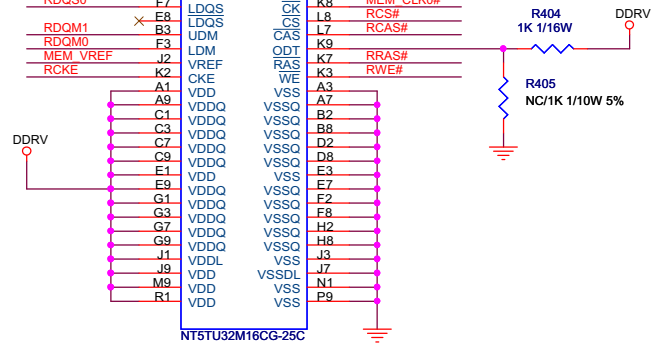 RDQS0 F7 LDQS CK K8 MEM_CLK0#
E8 LDQS CS L8 RCS#
RDQM1 B3 UDM CAS L7 RCAS#
RDQM0 F3 LDM ODT K9
MEM_VREF J2 VREF RAS K7 RRAS#
RCKE K2 CKE WE K3 RWE#
A1 VDD VSS A3
A9 VDDQ VSSQ A7
C1 VDDQ VSSQ B2
C3 VDDQ VSSQ B8
C7 VDDQ VSSQ D2
C9 VDDQ VSSQ D8
E1 VDD VSS E3
E9 VDDQ VSSQ E7
G1 VDDQ VSSQ F2
G3 VDDQ VSSQ F8
G7 VDDQ VSSQ H2
G9 VDDQ VSSQ H8
J1 VDDL VSS J3
J9 VDD VSSDL J7
M9 VDD VSS N1
R1 VDD VSS P9
NT5TU32M16CG-25C
DDRV
R404
1K 1/16W
DDRV
R405
NC/1K 1/10W 5%